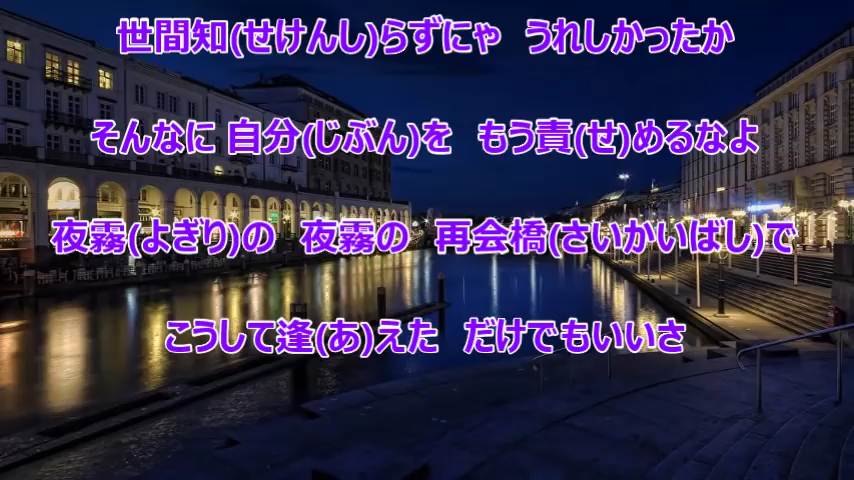 世間知(せけんし)らずにゃ　うれしかったか
そんなに 自分(じぶん)を　もう責(せ)めるなよ
夜霧(よぎり)の　夜霧の　再会橋(さいかいばし)で
こうして逢(あ)えた　だけでもいいさ